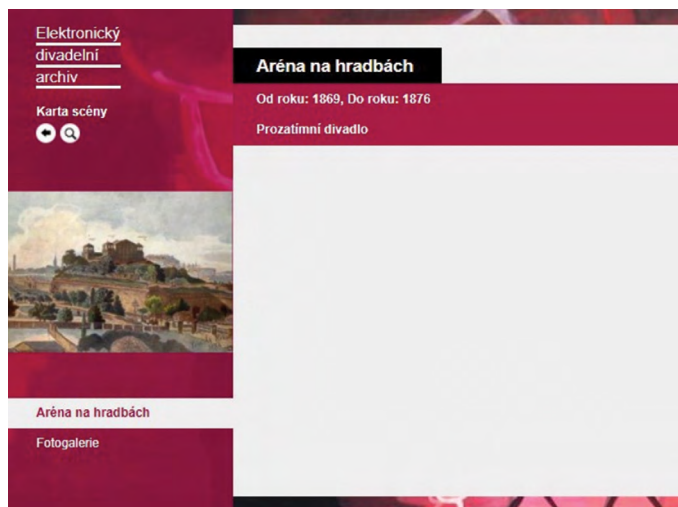 Elektronický
divadelní
archiv
Karta scény
Aréna na hradbách
Od roku: 1869, Do roku: 1876
Prozatímní divadlo
Aréna na hradbách
Fotogalerie